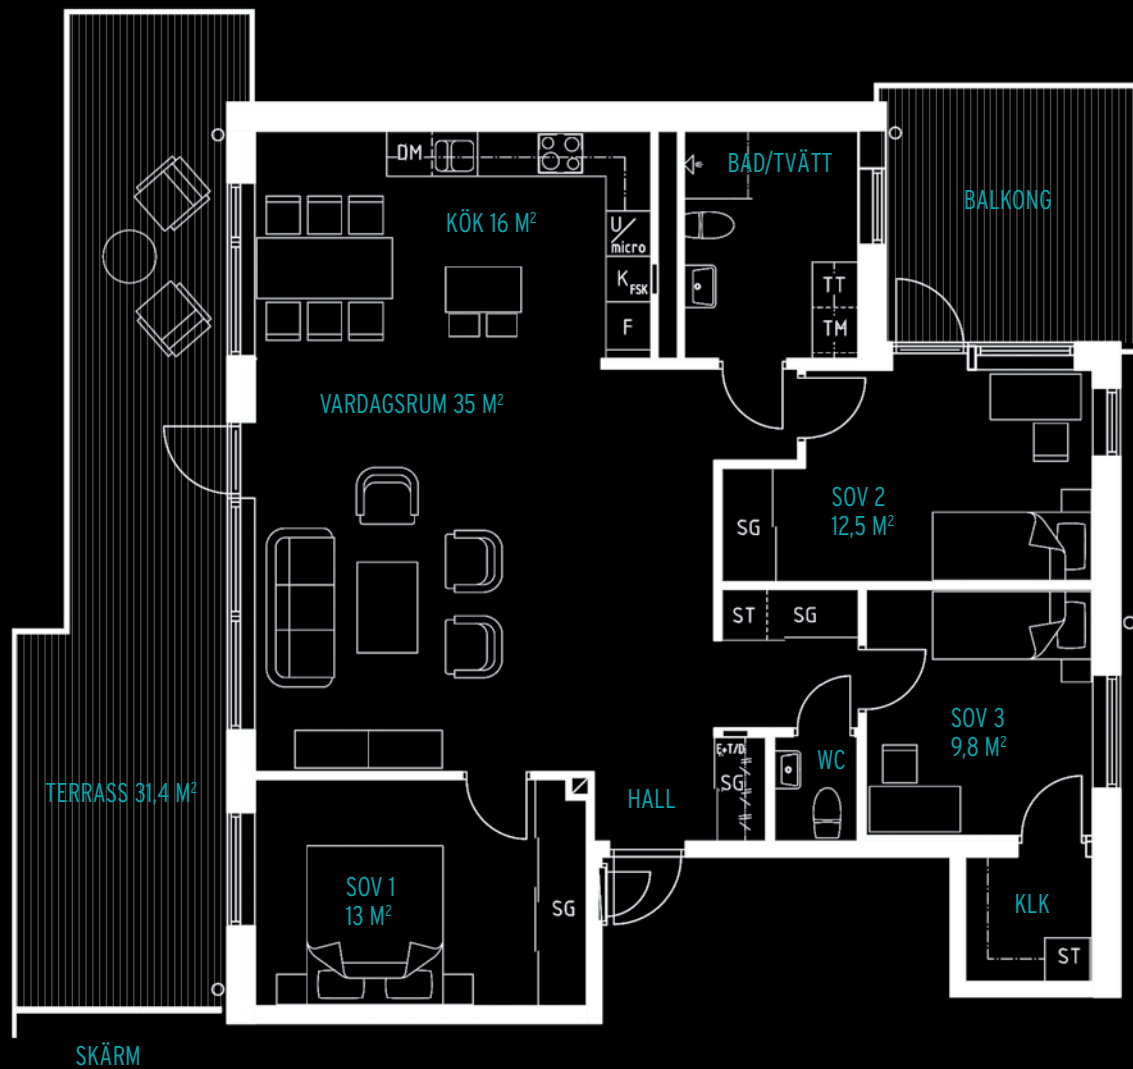 DM
BAD/TVÄTT
BALKONG
KÖK 16 M²
U/
micro
K FSK
F
TT
TM
VARDAGSRUM 35 M²
SOV 2
12,5 M²
SG
ST
SG
SOV 3
9,8 M²
E+T/D
SG
WC
TERRASS 31,4 M²
HALL
SOV 1
13 M²
SG
KLK
ST
SKÄRM